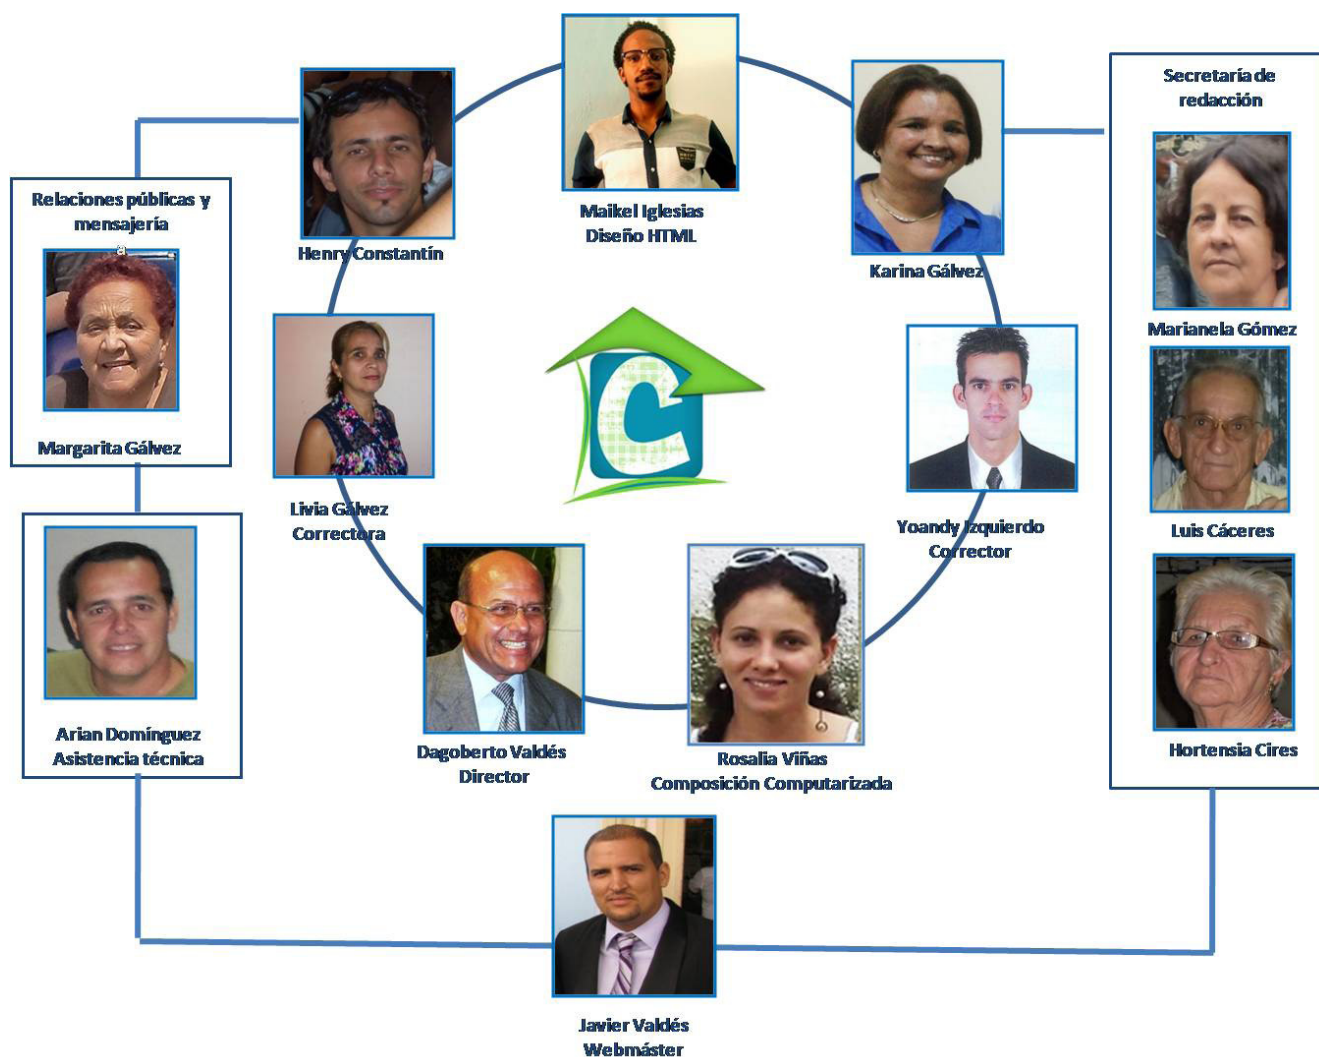 Secretaría de
redacción
Relaciones públicas y
mensajería
a
Maikel Iglesias
Diseño HTML
Henry Constantín
Karina Gálvez
Marianela Gómez
Margarita Gálvez
C
Livia Gálvez
Correctora
Yoandy Izquierdo
Corrector
Luis Cáceres
Arian Domínguez
Asistencia técnica
Dagoberto Valdés
Director
Rosalia Viñas
Composición Computarizada
Hortensia Cires
Javier Valdés
Webmáster